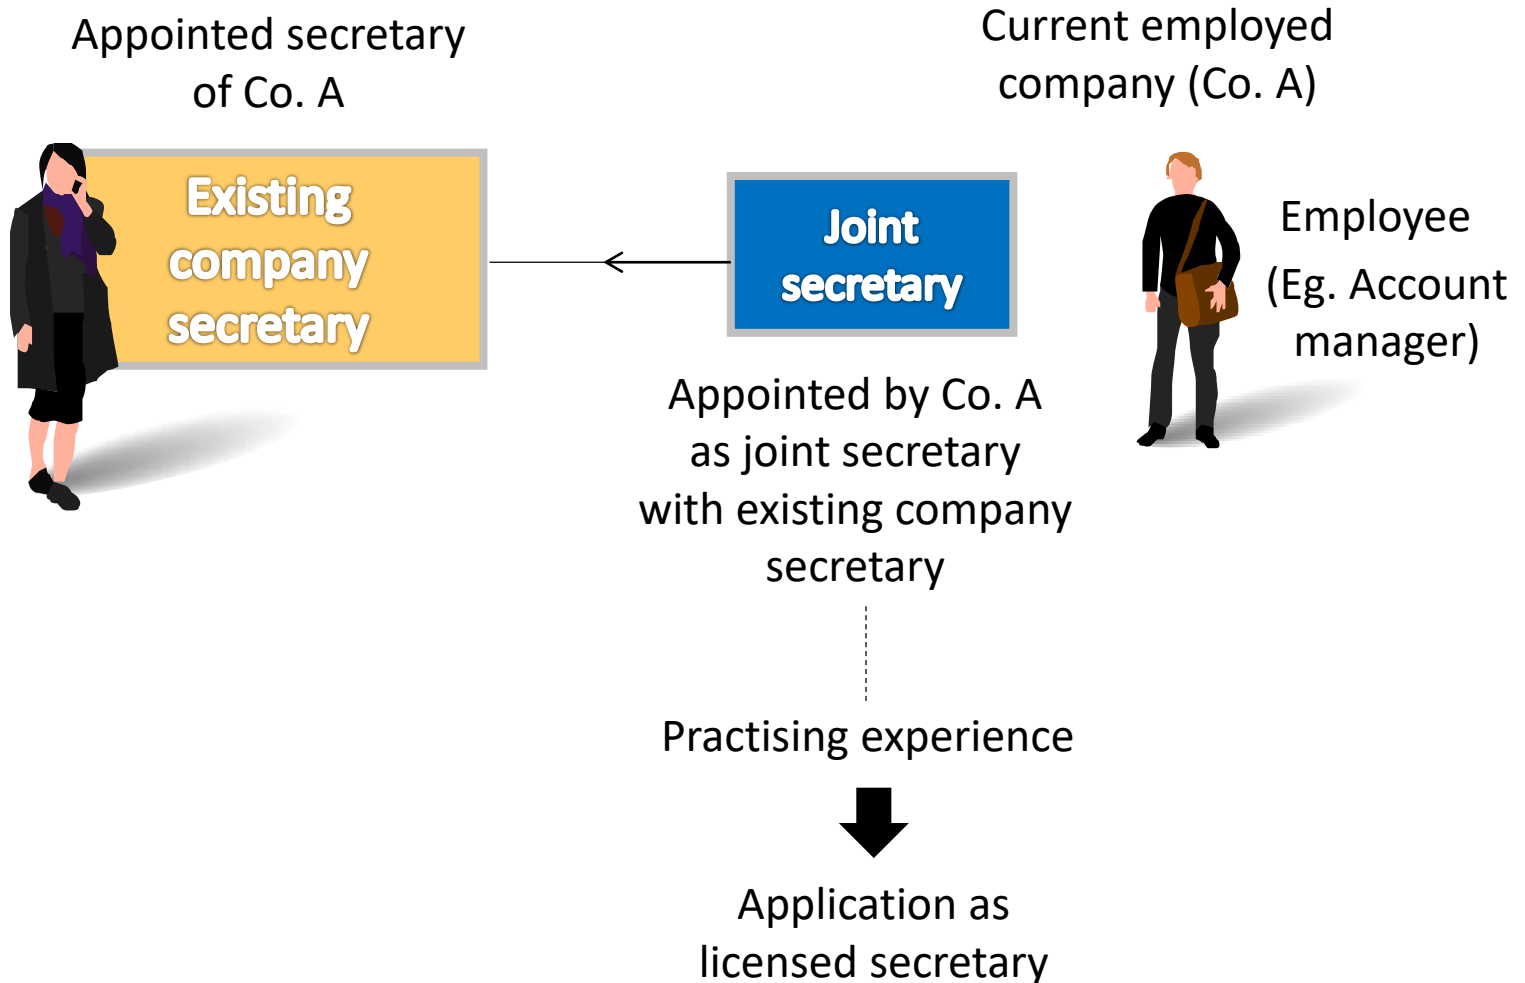 Appointed secretary
of Co. A
Existing
company
secretary
Current employed
company (Co. A)
Joint
secretary
Employee
(Eg. Account
manager)
Appointed by Co. A
as joint secretary
with existing company
secretary
Practising experience
Application as
licensed secretary